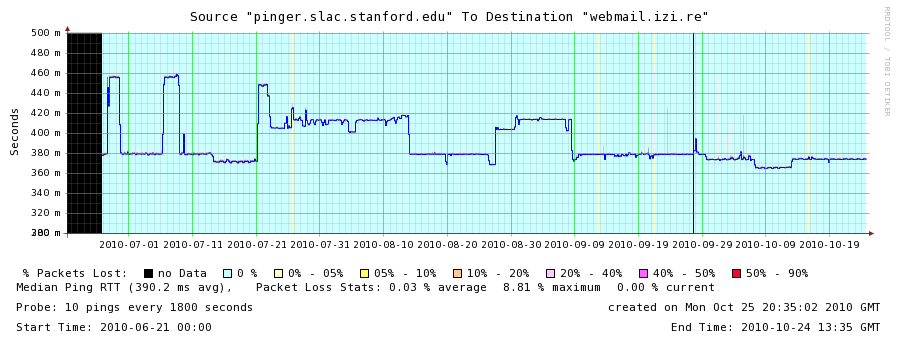 Source "pinger.slac.stanford.edu" To Destination "webmail.izi.re"
RRDTOOL / TOBI OETIKER
Seconds
500 m
480 m
460 m
440 m
420 m
400 m
380 m
360 m
340 m
320 m
300 m
2010-07-01 2010-07-11 2010-07-21 2010-07-31 2010-08-10 2010-08-20 2010-08-30 2010-09-09 2010-09-19 2010-09-29 2010-10-09 2010-10-19
% Packets Lost: no Data 0 % 0% - 05% 05% - 10% 10% - 20% 20% - 40% 40% - 50% 50% - 90%
Median Ping RTT (390.2 ms avg), Packet Loss Stats: 0.03 % average 8.81 % maximum 0.00 % current
Probe: 10 pings every 1800 seconds created on Mon Oct 25 20:35:02 2010 GMT
Start Time: 2010-06-21 00:00 End Time: 2010-10-24 13:35 GMT